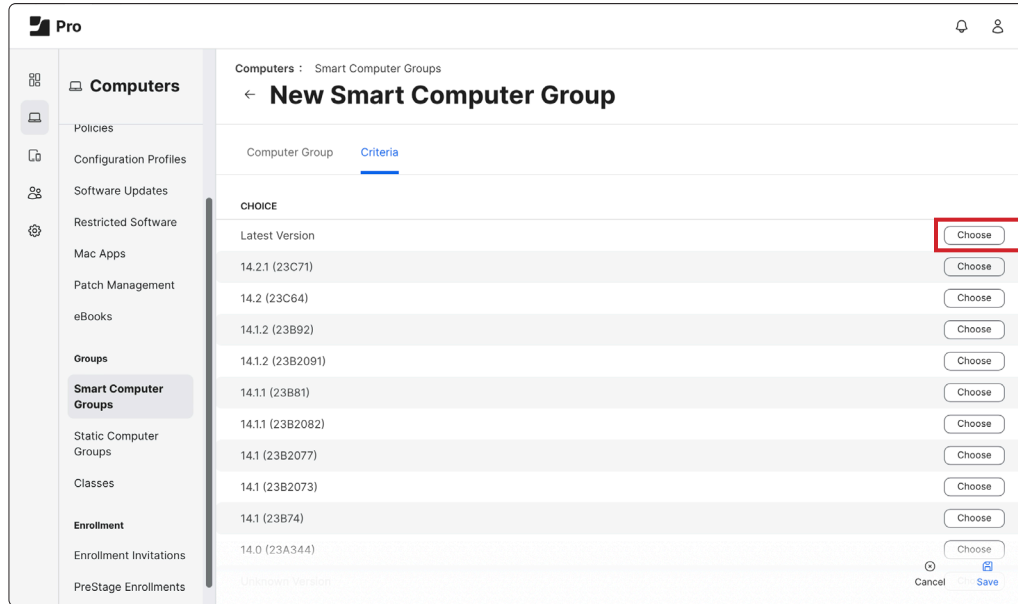 Pro
Computers
Policies
Configuration Profiles
Software Updates
Restricted Software
Mac Apps
Patch Management
eBooks
Groups
Smart Computer
Groups
Static Computer
Groups
Classes
Enrollment
Enrollment Invitations
PreStage Enrollments
Computers : Smart Computer Groups
← New Smart Computer Group
Computer Group Criteria
CHOICE
Latest Version Choose
14.2.1 (23C71) Choose
14.2 (23C64) Choose
14.1.2 (23B92) Choose
14.1.2 (23B2091) Choose
14.1.1 (23B81) Choose
14.1.1 (23B2082) Choose
14.1 (23B2077) Choose
14.1 (23B2073) Choose
14.1 (23B74) Choose
14.0 (23A344) Choose
Unknown Version
Cancel Save